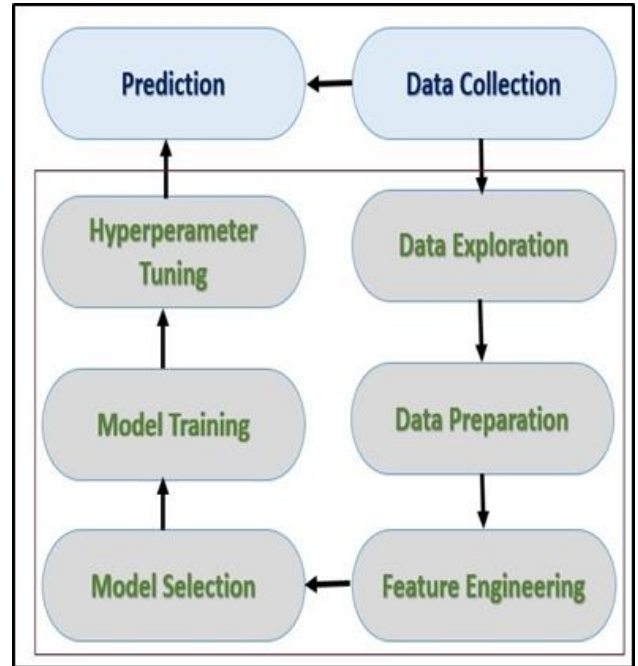 Prediction
Data Collection
Hyperperameter
Tuning
Data Exploration
Model Training
Data Preparation
Model Selection
Feature Engineering